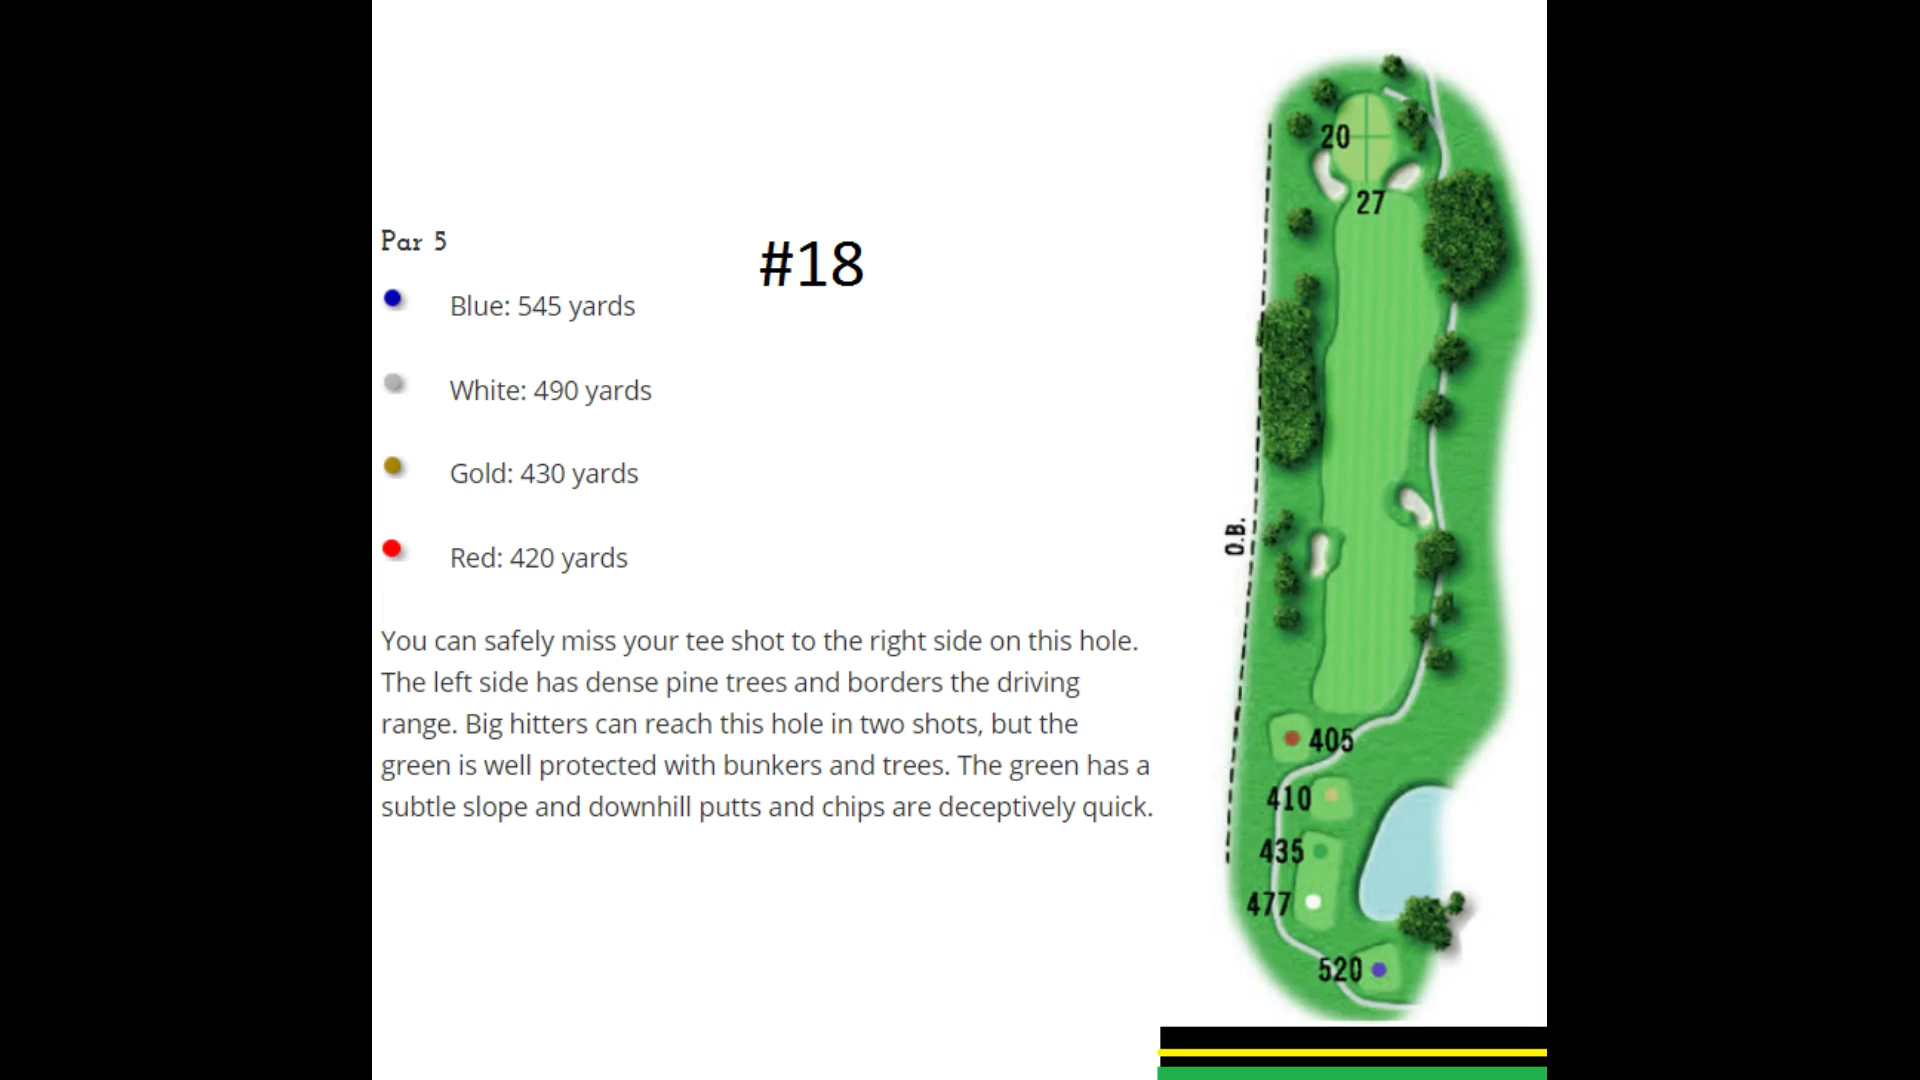 Par 5
#18
Blue: 545 yards
White: 490 yards
Gold: 430 yards
Red: 420 yards
You can safely miss your tee shot to the right side on this hole.
The left side has dense pine trees and borders the driving
range. Big hitters can reach this hole in two shots, but the
green is well protected with bunkers and trees. The green has a
subtle slope and downhill putts and chips are deceptively quick.
20
27
O.B.
405
410
435
477
520